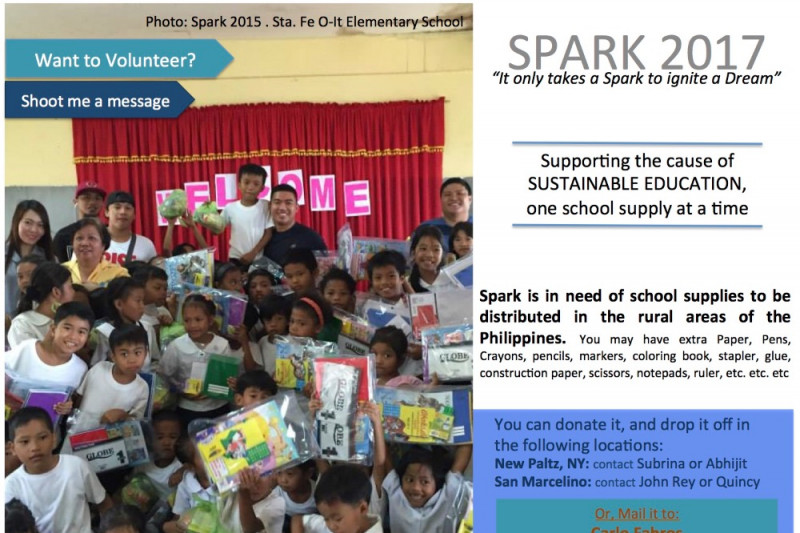 Photo: Spark 2015 . Sta. Fe O-It Elementary School
Want to Volunteer?
Shoot me a message
WELCOME
GLOBE
GLOBE
GLOBE
SPARK 2017
“It only takes a Spark to ignite a Dream”
Supporting the cause of
SUSTAINABLE EDUCATION,
one school supply at a time
Spark is in need of school supplies to be
distributed in the rural areas of the
Philippines. You may have extra Paper, Pens,
Crayons, pencils, markers, coloring book, stapler, glue,
construction paper, scissors, notepads, ruler, etc. etc. etc
You can donate it, and drop it off in
the following locations:
New Paltz, NY: contact Subrina or Abhijit
San Marcelino: contact John Rey or Quincy
Or, Mail it to:
Carlo Fabros